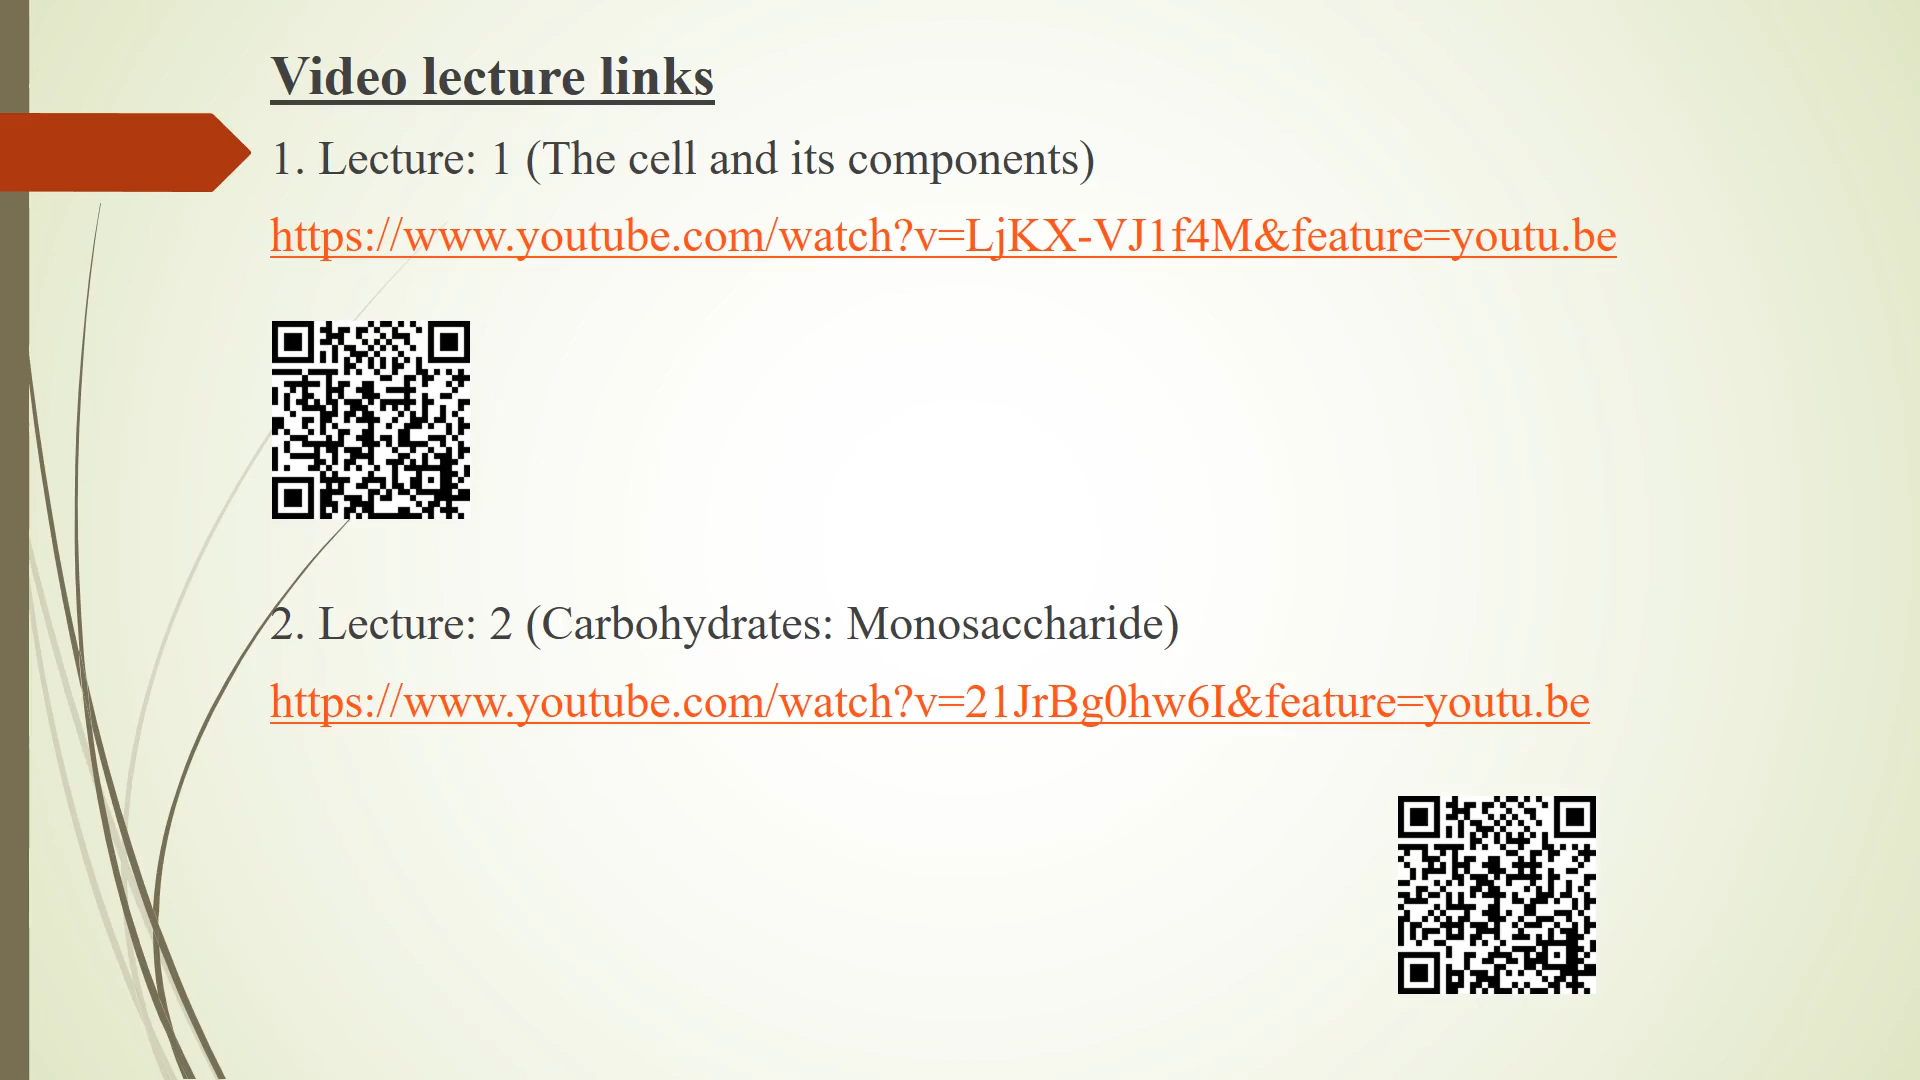 Video lecture links
1. Lecture: 1 (The cell and its components)
https://www.youtube.com/watch?v=LjKX-VJ1f4M&feature=youtu.be
2. Lecture: 2 (Carbohydrates: Monosaccharide)
https://www.youtube.com/watch?v=21JrBg0hw6I&feature=youtu.be